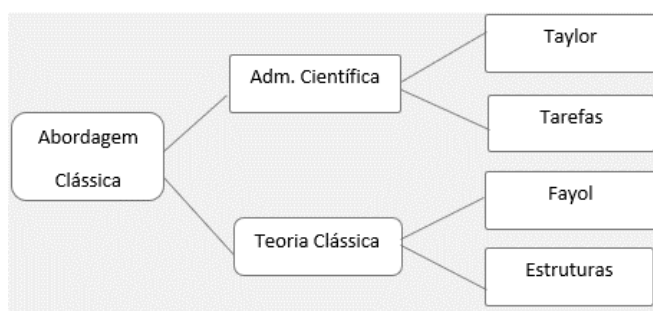 Abordagem
Clássica
Adm. Científica
Taylor
Tarefas
Teoria Clássica
Fayol
Estruturas